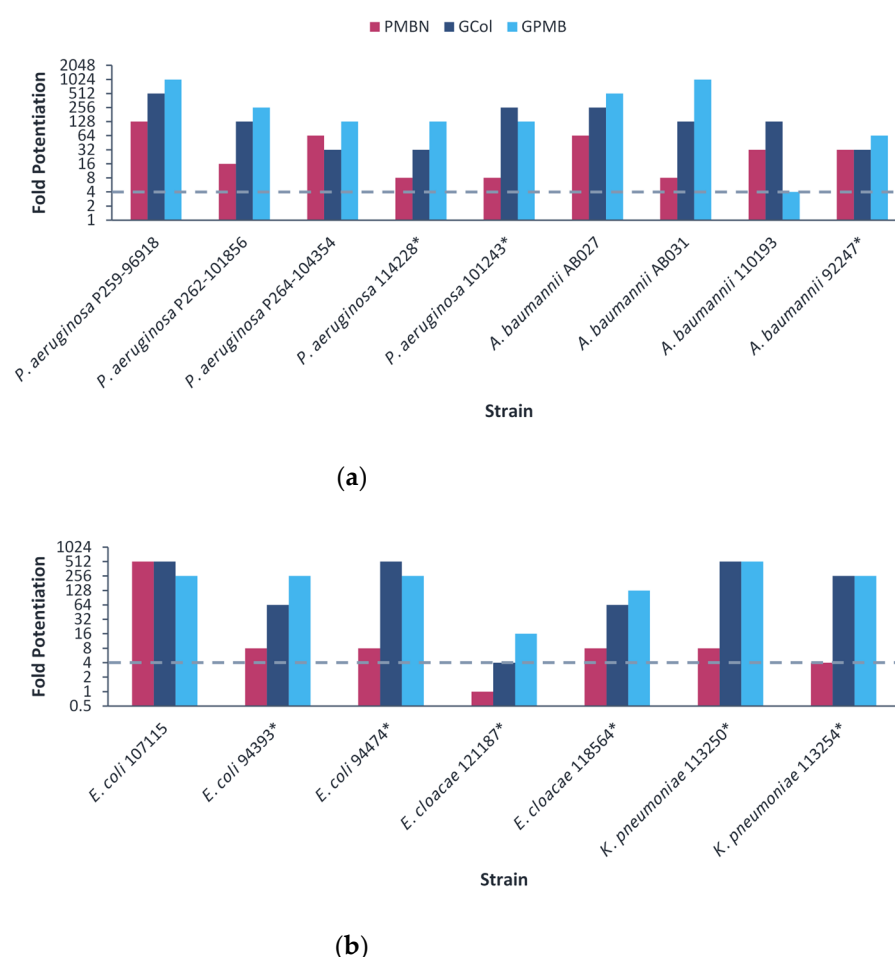 PMBN GCol GPMB
Fold Potentiation
2048
1024
512
256
128
64
32
16
8
4
2
1
P. aeruginosa P259-96918
P. aeruginosa P262-101856
P. aeruginosa P264-104354
P. aeruginosa 114228*
P. aeruginosa 101243*
A. baumannii AB027
A. baumannii AB031
A. baumannii 110193
A. baumannii 92247*
Strain
(a)
Fold Potentiation
1024
512
256
128
64
32
16
8
4
2
1
0.5
E. coli 107115
E. coli 94393*
E. coli 94474*
E. cloacae 121187*
E. cloacae 118564*
K. pneumoniae 113250*
K. pneumoniae 113254*
Strain
(b)